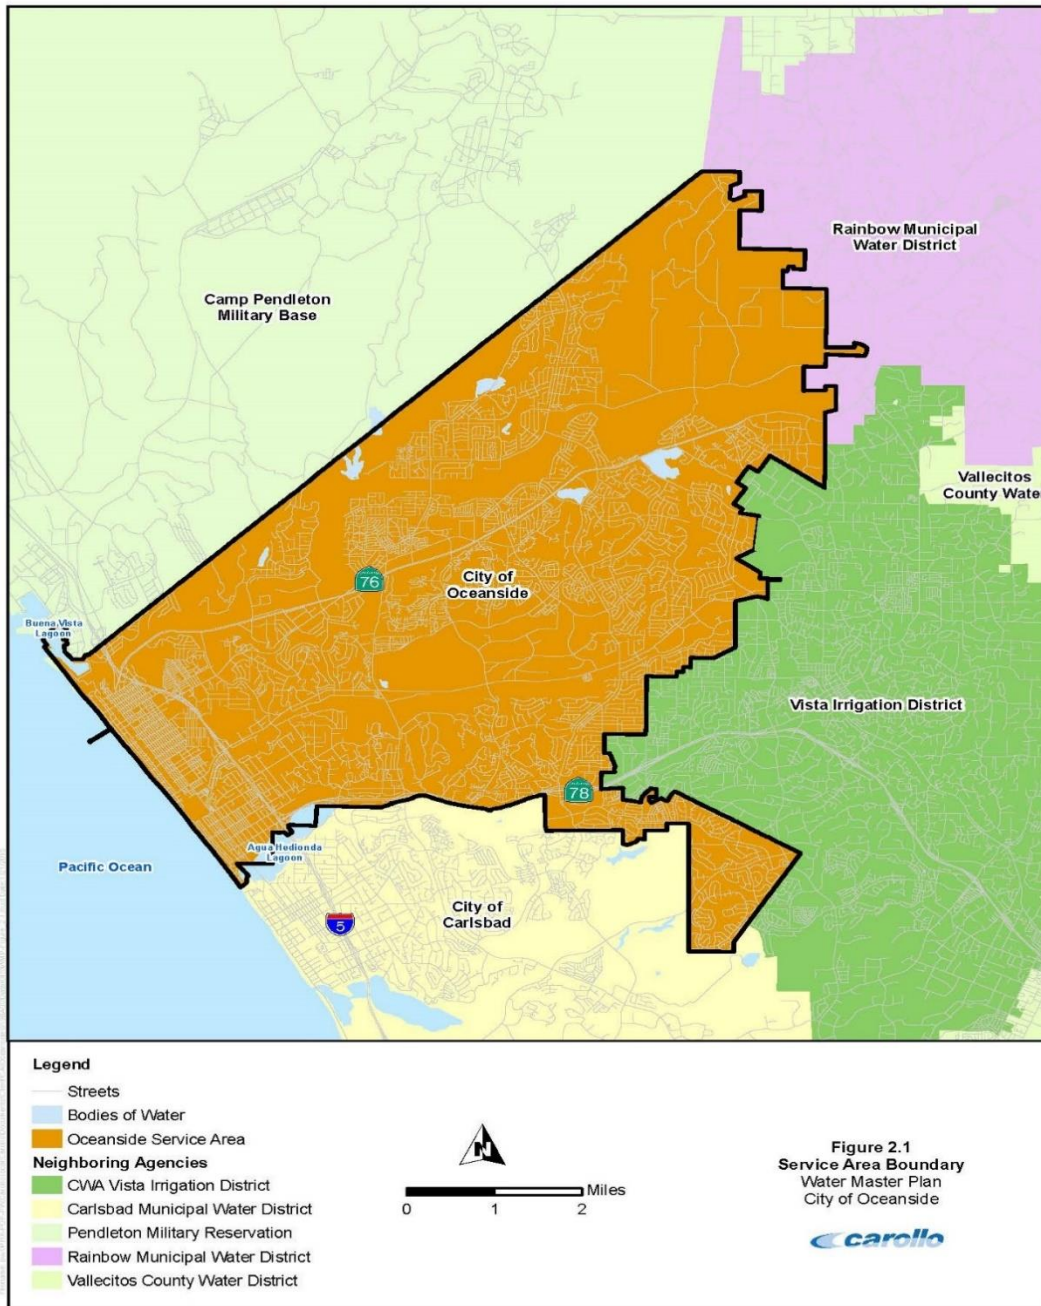 Rainbow Municipal
Water District
Camp Pendleton
Military Base
Vallecitos
County Water
76
City of
Oceanside
Buena Vista
Lagoon
Vista Irrigation District
78
Agua Hedionda
Lagoon
Pacific Ocean
City of
Carlsbad
5
Legend
Streets
Bodies of Water
Oceanside Service Area
Neighboring Agencies
CWA Vista Irrigation District
Carlsbad Municipal Water District
Pendleton Military Reservation
Rainbow Municipal Water District
Vallecitos County Water District
N
Miles
0 1 2
Figure 2.1
Service Area Boundary
Water Master Plan
City of Oceanside
carollo